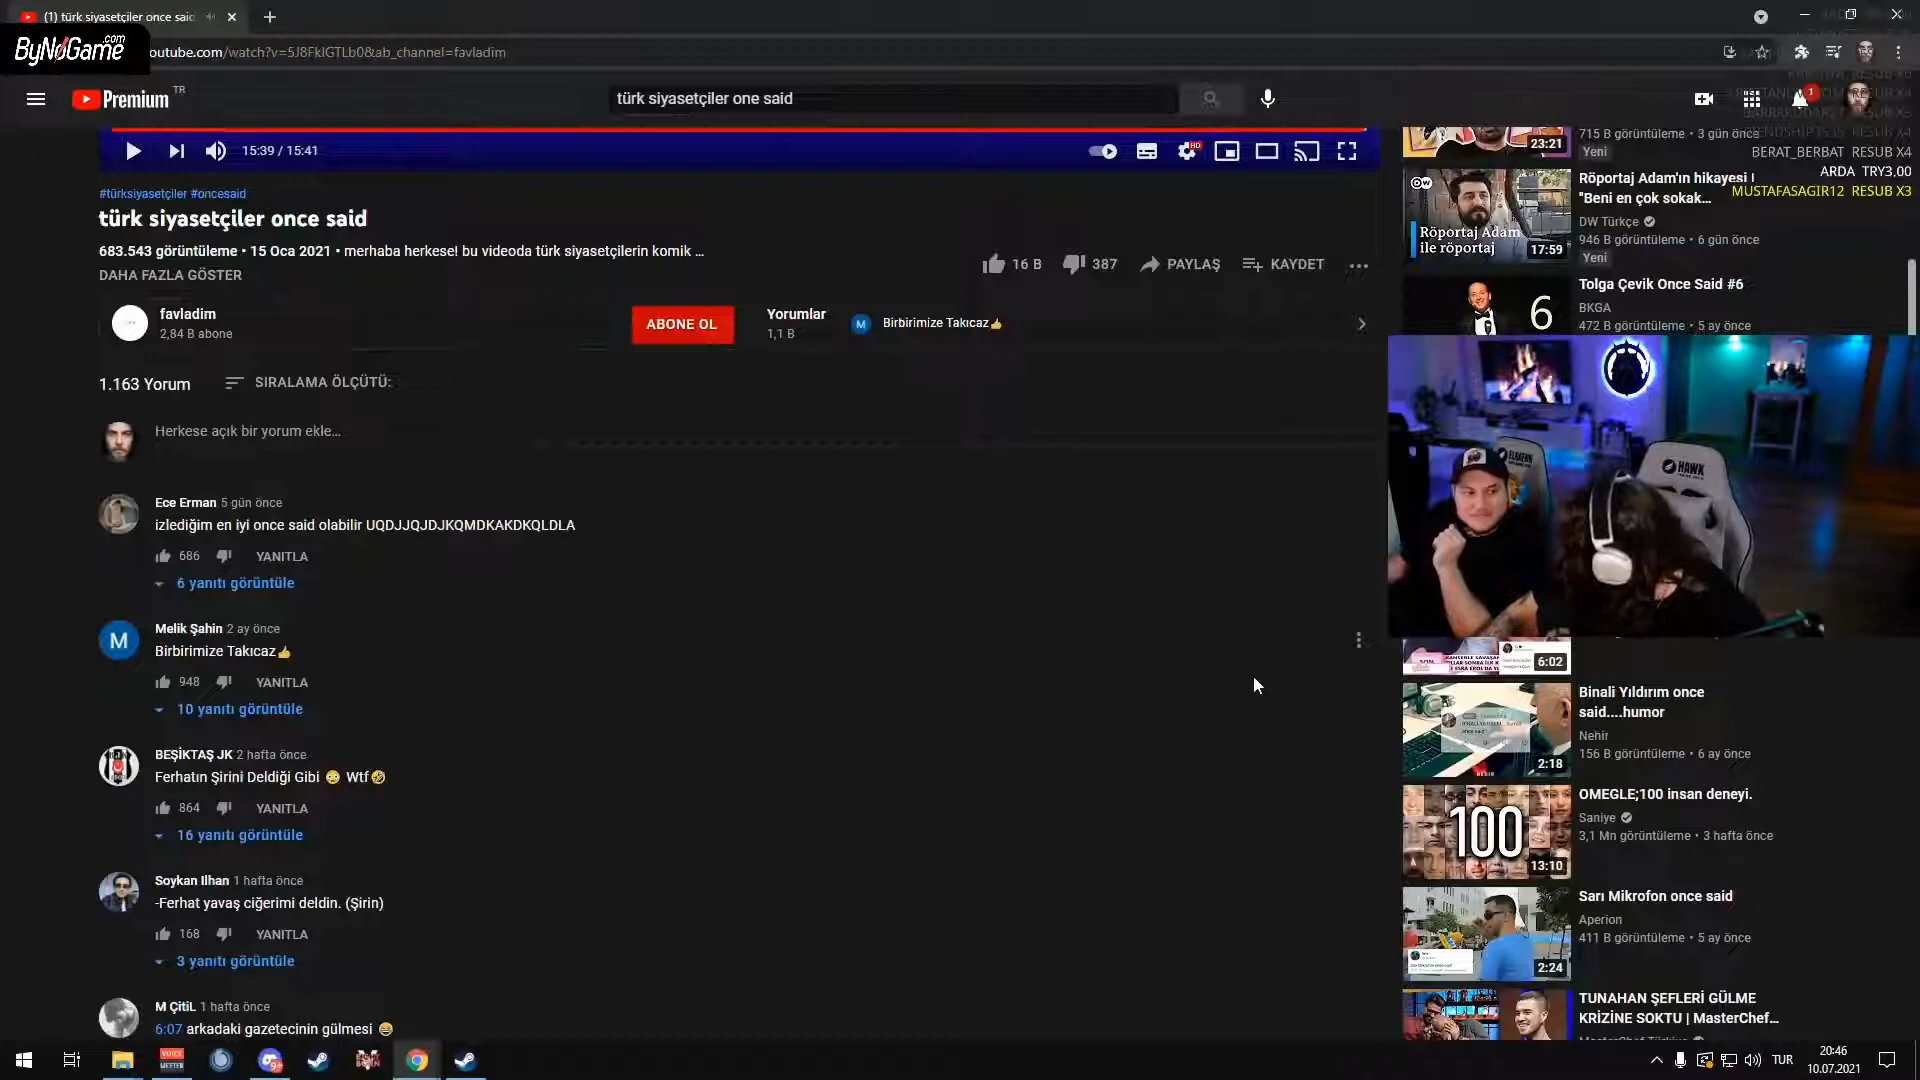 (1) türk siyasetçiler once said
ByNoGame.com
outube.com/watch?v=5J8FklGTLb0&ab_channel=favladim
Premium TR
türk siyasetçiler one said
1
15:39 / 15:41
HD
#türksiyasetçiler #oncesaid
türk siyasetçiler once said
683.543 görüntüleme • 15 Oca 2021 • merhaba herkese! bu videoda türk siyasetçilerin komik ...
DAHA FAZLA GÖSTER
16 B
387
PAYLAŞ
KAYDET
favladim
2,84 B abone
ABONE OL
Yorumlar
1,1 B
M
Birbirimize Takıcaz👍
1.163 Yorum
SIRALAMA ÖLÇÜTÜ:
Herkese açık bir yorum ekle...
Ece Erman 5 gün önce
izlediğim en iyi once said olabilir UQDJJQJDJKQMDKAKDKQLDLA
686 YANITLA
6 yanıtı görüntüle
M
Melik Şahin 2 ay önce
Birbirimize Takıcaz👍
948 YANITLA
10 yanıtı görüntüle
BEŞİKTAŞ JK 2 hafta önce
Ferhatın Şirini Deldiği Gibi 😳 Wtf🤣
864 YANITLA
16 yanıtı görüntüle
Soykan Ilhan 1 hafta önce
-Ferhat yavaş ciğerimi deldin. (Şirin)
168 YANITLA
3 yanıtı görüntüle
M ÇitiL 1 hafta önce
6:07 arkadaki gazetecinin gülmesi 😄
23:21
715 B görüntüleme • 3 gün önce
Yeni
BERAT_BERBAT RESUB X4
ARDA TRY3.00
MUSTAFASAGIR12 RESUB X3
Röportaj Adam
ile röportaj
17:59
Röportaj Adam'ın hikayesi |
"Beni en çok sokak...
DW Türkçe
946 B görüntüleme • 6 gün önce
Yeni
6
Tolga Çevik Once Said #6
BKGA
472 B görüntüleme • 5 ay önce
HAWK
6:02
2:18
Binali Yıldırım once
said....humor
Nehir
156 B görüntüleme • 6 ay önce
100
13:10
OMEGLE;100 insan deneyi.
Saniye
3,1 Mn görüntüleme • 3 hafta önce
2:24
Sarı Mikrofon once said
Aperion
411 B görüntüleme • 5 ay önce
TUNAHAN ŞEFLERİ GÜLME
KRİZİNE SOKTU | MasterChef...
VOICE
MEETER
9+
TUR
20:46
10.07.2021